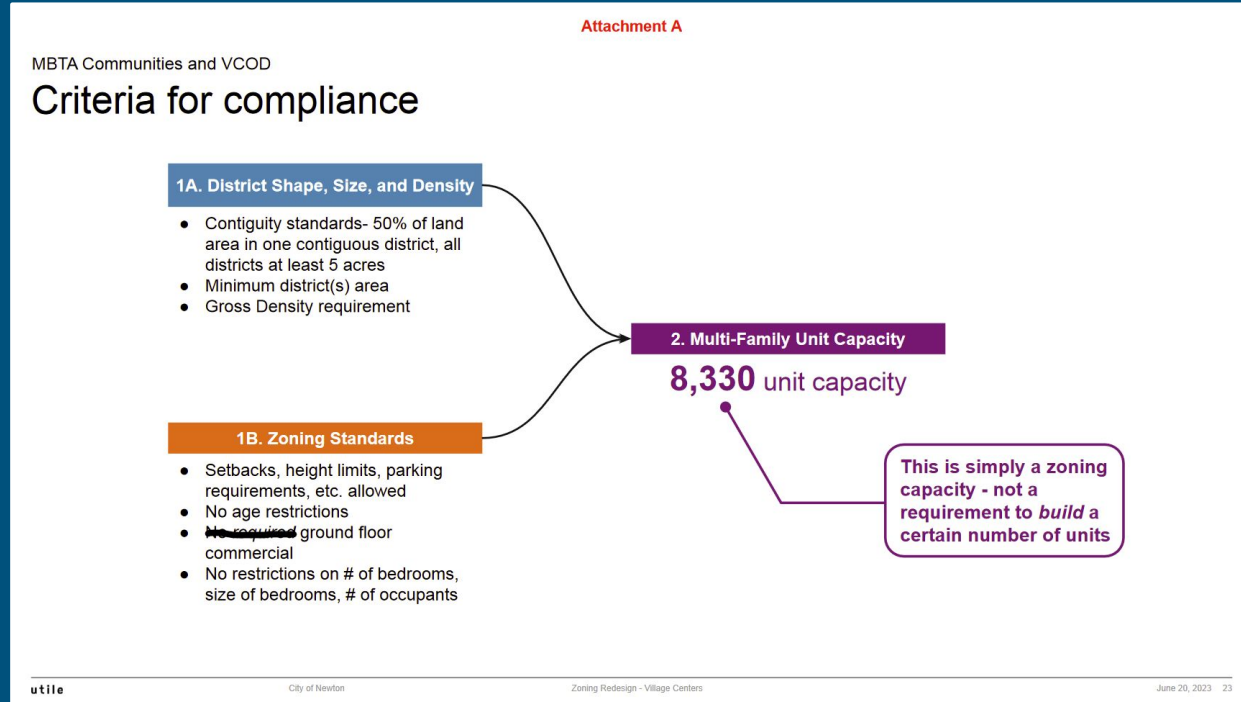 Attachment A
MBTA Communities and VCOD
Criteria for compliance
1A. District Shape, Size, and Density
● Contiguity standards- 50% of land
area in one contiguous district, all
districts at least 5 acres
● Minimum district(s) area
● Gross Density requirement
1B. Zoning Standards
● Setbacks, height limits, parking
requirements, etc. allowed
● No age restrictions
● No required ground floor
commercial
● No restrictions on # of bedrooms,
size of bedrooms, # of occupants
2. Multi-Family Unit Capacity
8,330 unit capacity
This is simply a zoning
capacity - not a
requirement to build a
certain number of units
utile
City of Newton
Zoning Redesign - Village Centers
June 20, 2023 23